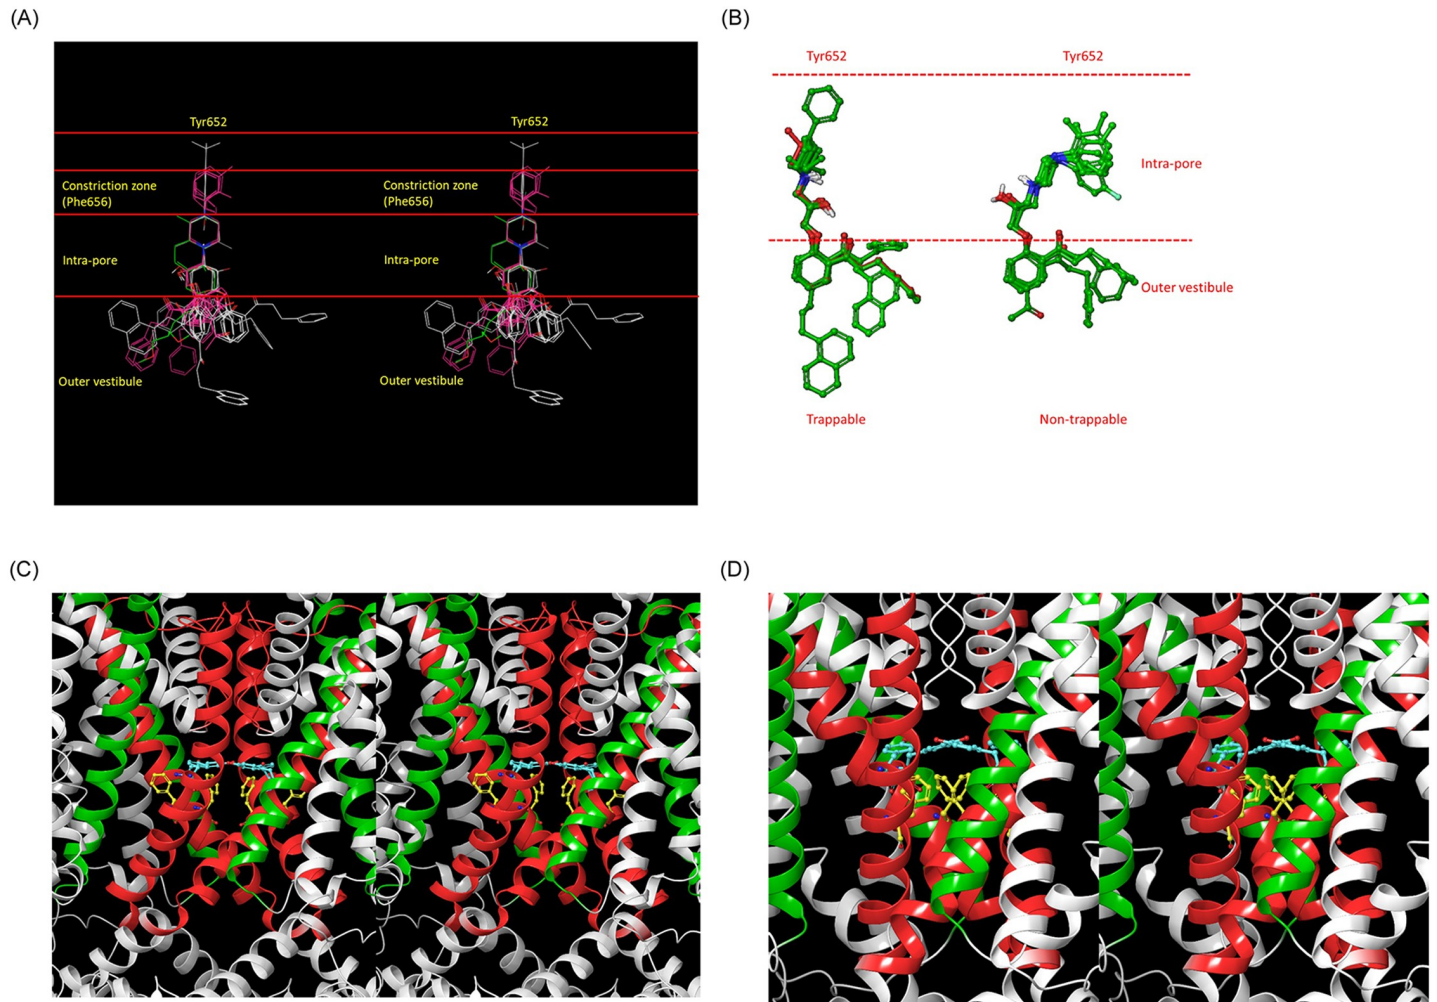 (A)
Tyr652
Tyr652
Constriction zone
(Phe656)
Constriction zone
(Phe656)
Intra-pore
Intra-pore
Outer vestibule
Outer vestibule
(B)
Tyr652
Tyr652
Intra-pore
Outer vestibule
Trappable
Non-trappable
(C)
(D)